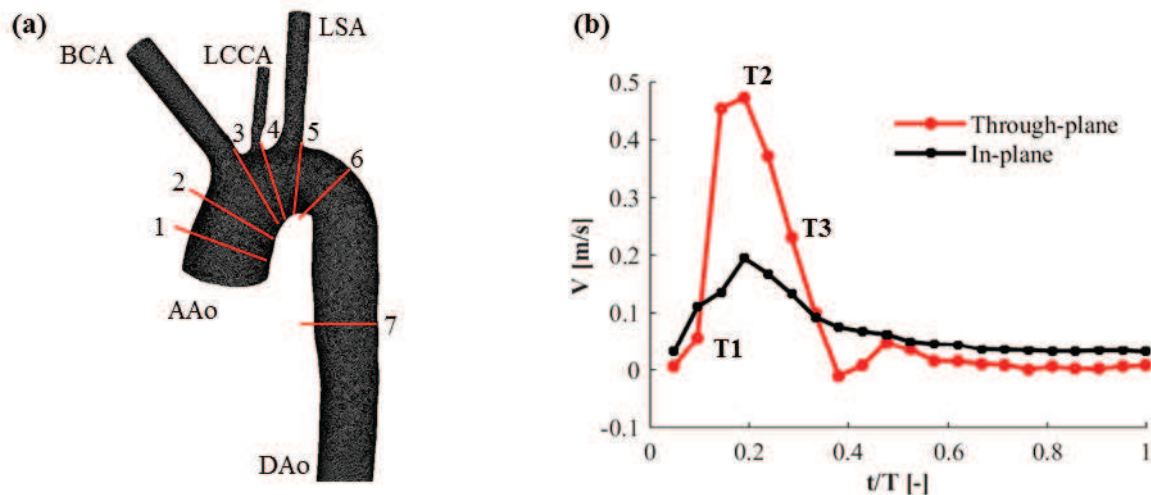 (a)
BCA
LCCA
LSA
3
4
5
6
2
1
AAo
7
DAo
(b)
V [m/s]
0.5
0.4
0.3
0.2
0.1
0
-0.1
T2
T3
T1
Through-plane
In-plane
0
0.2
0.4
0.6
0.8
1
t/T [-]